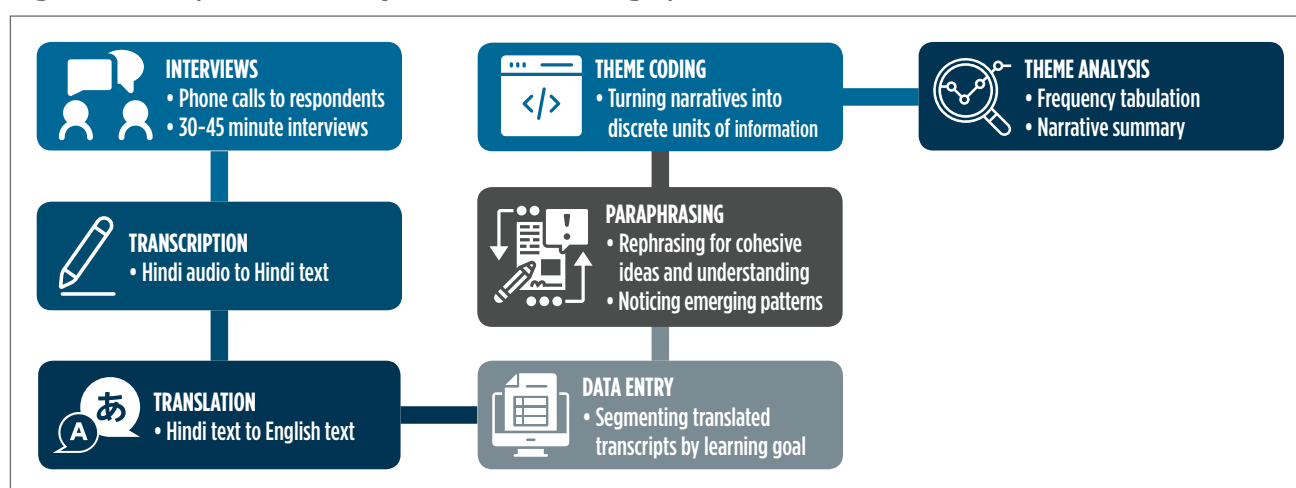 INTERVIEWS
• Phone calls to respondents
• 30-45 minute interviews
TRANSCRIPTION
• Hindi audio to Hindi text
あ
A
TRANSLATION
• Hindi text to English text
DATA ENTRY
• Segmenting translated
transcripts by learning goal
PARAPHRASING
• Rephrasing for cohesive
ideas and understanding
• Noticing emerging patterns
THEME CODING
• Turning narratives into
discrete units of information
THEME ANALYSIS
• Frequency tabulation
• Narrative summary